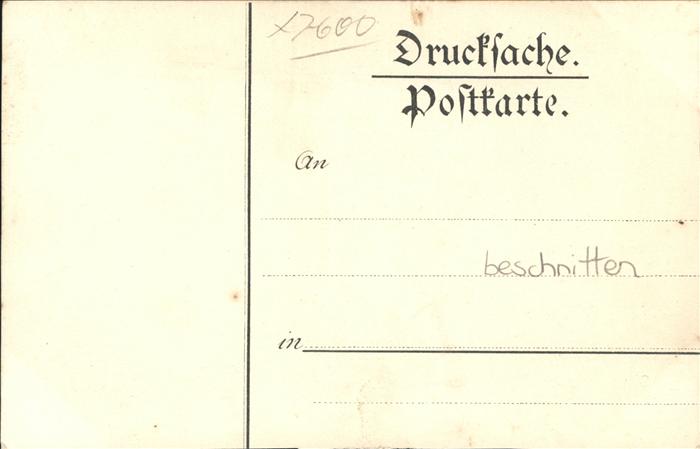 x7600
Drucksache.
Postkarte.
An
beschnitten
in